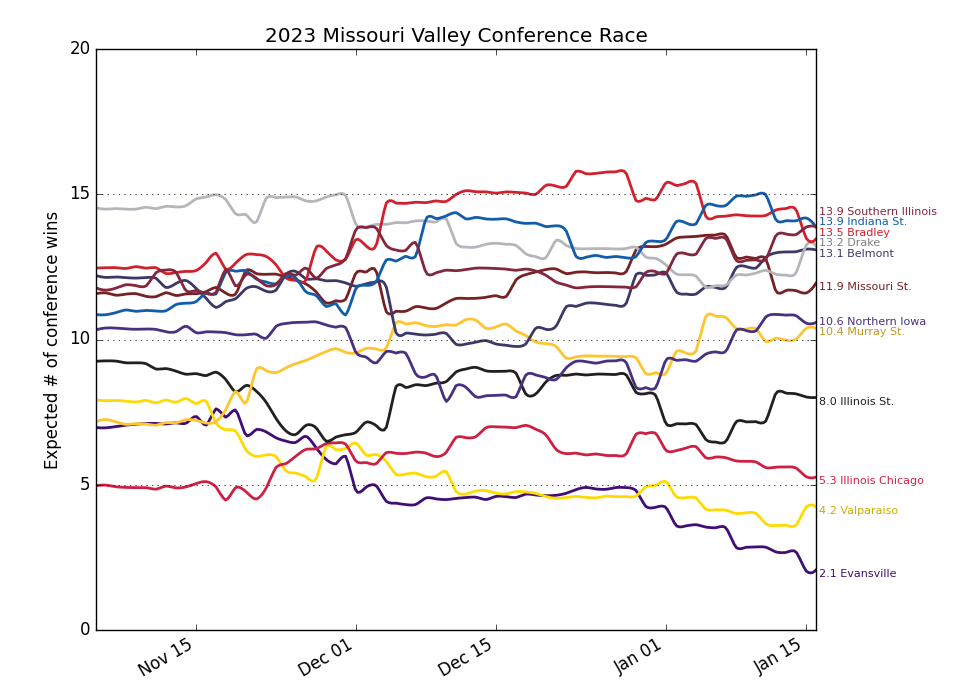 2023 Missouri Valley Conference Race
Expected # of conference wins
20
15
10
5
0
13.9 Southern Illinois
13.9 Indiana St.
13.5 Bradley
13.2 Drake
13.1 Belmont
11.9 Missouri St.
10.6 Northern Iowa
10.4 Murray St.
8.0 Illinois St.
5.3 Illinois Chicago
4.2 Valparaiso
2.1 Evansville
Nov 15
Dec 01
Dec 15
Jan 01
Jan 15